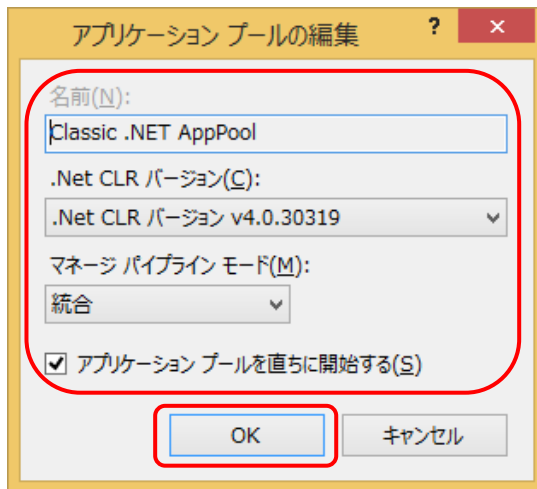 アプリケーション プールの編集
?
×
名前(N):
Classic .NET AppPool
.Net CLR バージョン(C):
.Net CLR バージョン v4.0.30319
マネージ パイプライン モード(M):
統合
アプリケーション プールを直ちに開始する(S)
OK キャンセル